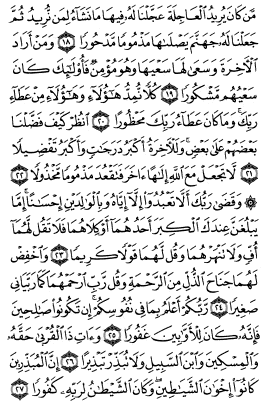 مَّن كَانَ يُرِيدُ ٱلْعَاجِلَةَ عَجَّلْنَا لَهُۥ فِيهَا مَا نَشَآءُ لِمَن نُّرِيدُ ثُمَّ
جَعَلْنَا لَهُۥ جَهَنَّمَ يَصْلَىٰهَا مَذْمُومًا مَّدْحُورًا ١٨ وَمَنْ أَرَادَ
ٱلْأَخِرَةَ وَسَعَىٰ لَهَا سَعْيَهَا وَهُوَ مُؤْمِنٌ فَأُو۟لَٰٓئِكَ كَانَ
سَعْيُهُم مَّشْكُورًا ١٩ كُلًّا نُّمِدُّ هَٰٓؤُلَآءِ وَهَٰٓؤُلَآءِ مِنْ عَطَآءِ
رَبِّكَ وَمَا كَانَ عَطَآءُ رَبِّكَ مَحْظُورًا ٢٠ ٱنظُرْ كَيْفَ فَضَّلْنَا
بَعْضَهُمْ عَلَىٰ بَعْضٍ وَلَلْأَخِرَةُ أَكْبَرُ دَرَجَٰتٍ وَأَكْبَرُ تَفْضِيلًا
٢١ لَّا تَجْعَلْ مَعَ ٱللَّهِ إِلَٰهًا ءَاخَرَ فَتَقْعُدَ مَذْمُومًا مَّخْذُولًا ٢٢
۞ وَقَضَىٰ رَبُّكَ أَلَّا تَعْبُدُوٓا۟ إِلَّآ إِيَّاهُ وَبِٱلْوَٰلِدَيْنِ إِحْسَٰنًا إِمَّا
يَبْلُغَنَّ عِندَكَ ٱلْكِبَرَ أَحَدُهُمَآ أَوْ كِلَاهُمَا فَلَا تَقُل لَّهُمَآ
أُفٍّ وَلَا تَنْهَرْهُمَا وَقُل لَّهُمَا قَوْلًا كَرِيمًا ٢٣ وَٱخْفِضْ
لَهُمَا جَنَاحَ ٱلذُّلِّ مِنَ ٱلرَّحْمَةِ وَقُل رَّبِّ ٱرْحَمْهُمَا كَمَا رَبَّيَانِى
صَغِيرًا ٢٤ رَّبُّكُمْ أَعْلَمُ بِمَا فِى نُفُوسِكُمْ إِن تَكُونُوا۟ صَٰلِحِينَ
فَإِنَّهُۥ كَانَ لِلْأَوَّٰبِينَ غَفُورًا ٢٥ وَءَاتِ ذَا ٱلْقُرْبَىٰ حَقَّهُۥ
وَٱلْمِسْكِينَ وَٱبْنَ ٱلسَّبِيلِ وَلَا تُبَذِّرْ تَبْذِيرًا ٢٦ إِنَّ ٱلْمُبَذِّرِينَ
كَانُوٓا۟ إِخْوَٰنَ ٱلشَّيَٰطِينِ وَكَانَ ٱلشَّيْطَٰنُ لِرَبِّهِۦ كَفُورًا ٢٧